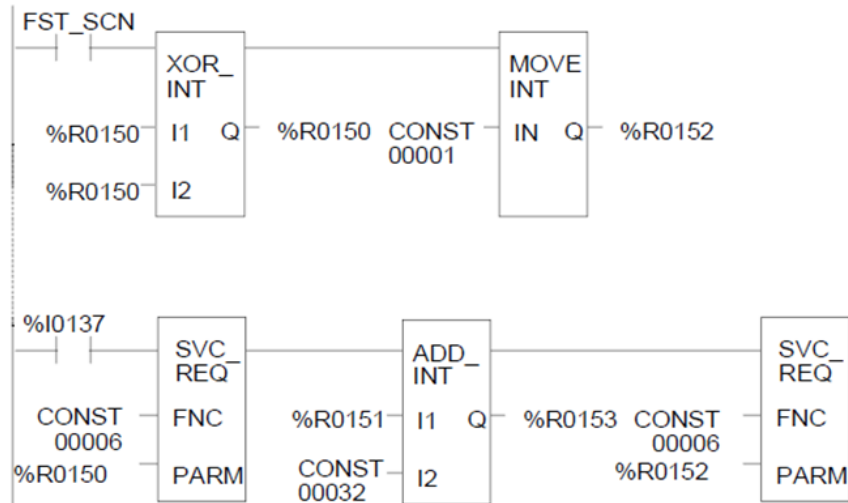 FST_SCN
XOR_
INT
MOVE
INT
%R0150 I1 Q %R0150 CONST
00001 IN Q %R0152
%R0150 I2
%I0137
SVC_
REQ
ADD_
INT
SVC_
REQ
CONST
00006 FNC %R0151 I1 Q %R0153 CONST
00006 FNC
%R0150 PARM CONST
00032 I2 %R0152 PARM